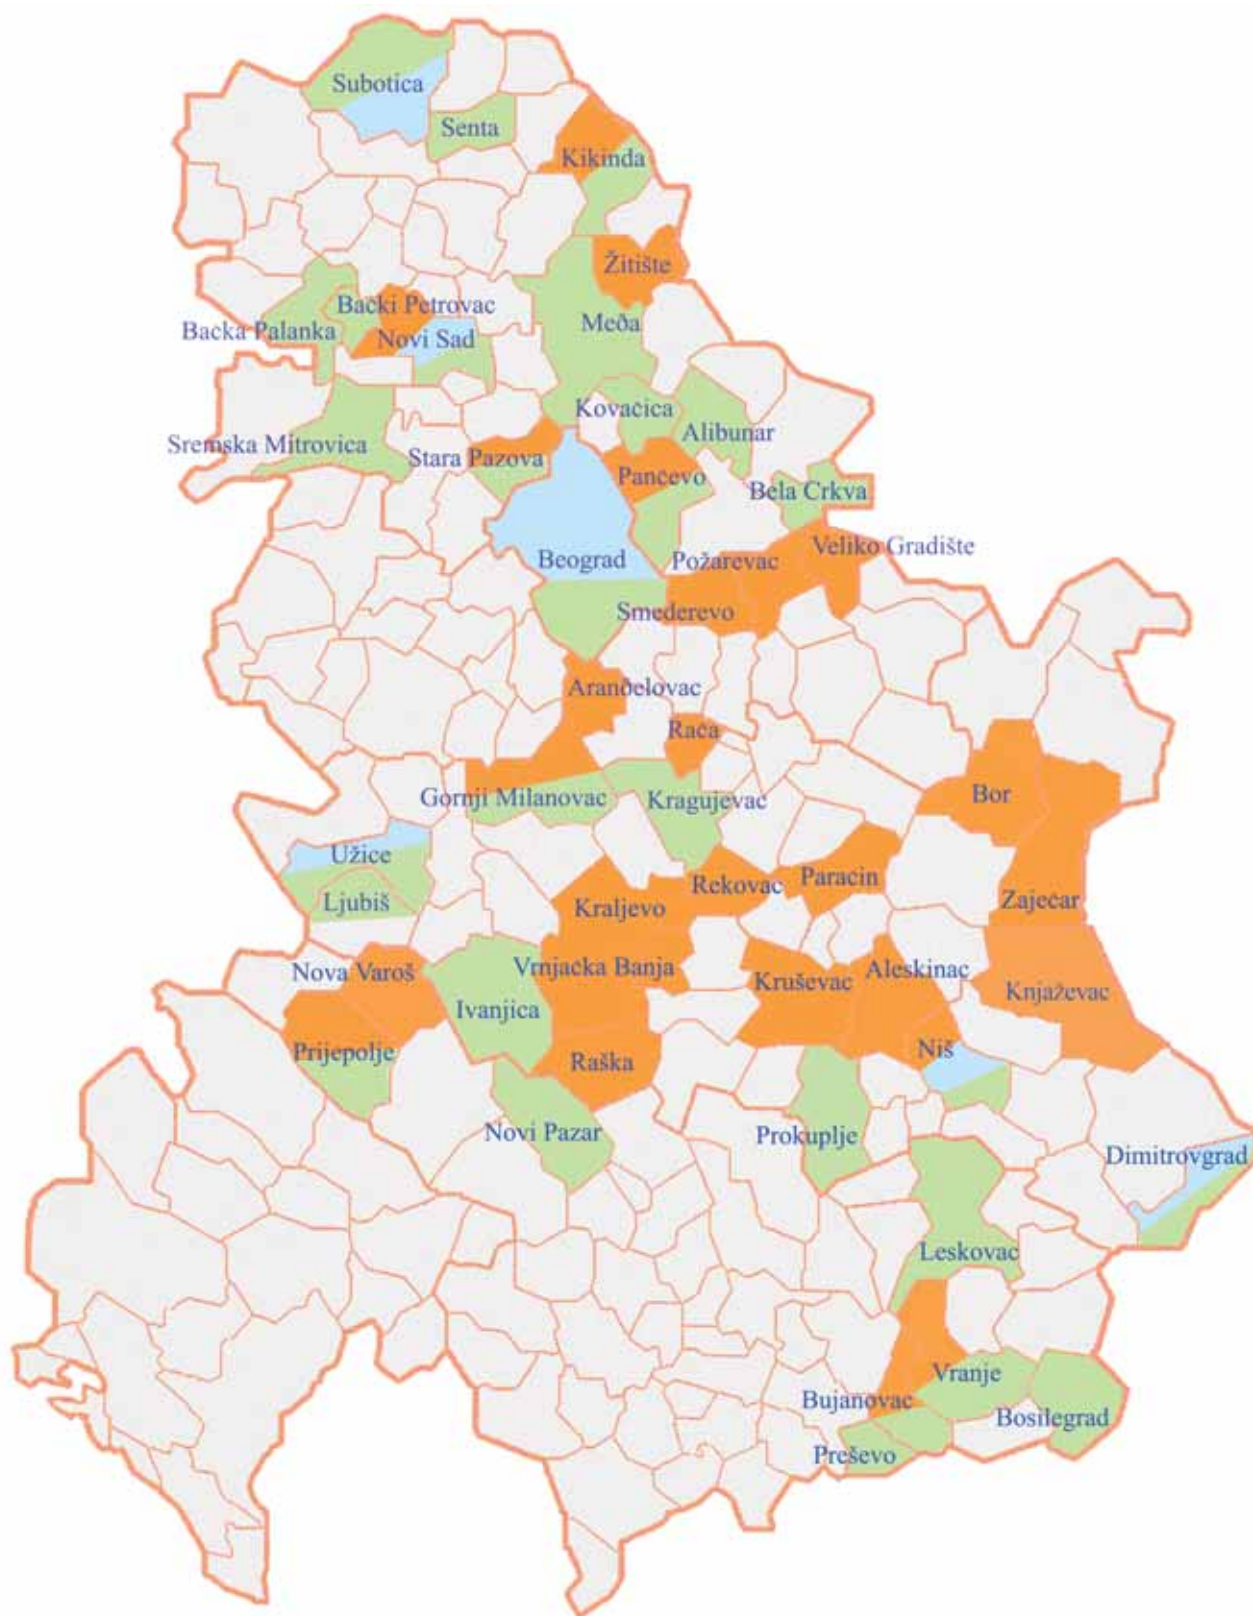 Subotica
Senta
Kikinda
Žitište
Bački Petrovac
Međa
Bačka Palanka
Novi Sad
Kovačica
Alibunar
Sremska Mitrovica
Stara Pazova
Pančevo
Bela Crkva
Veliko Gradište
Beograd
Požarevac
Smederevo
Aranđelovac
Rača
Gornji Milanovac
Kragujevac
Bor
Užice
Ljubiš
Rekovac
Paracin
Kraljevo
Zaječar
Nova Varoš
Vrnjačka Banja
Kruševac
Aleskinac
Ivanjica
Knjaževac
Prijepolje
Raška
Niš
Novi Pazar
Prokuplje
Dimitrovgrad
Leskovac
Vranje
Bujanovac
Bosilegrad
Preševo